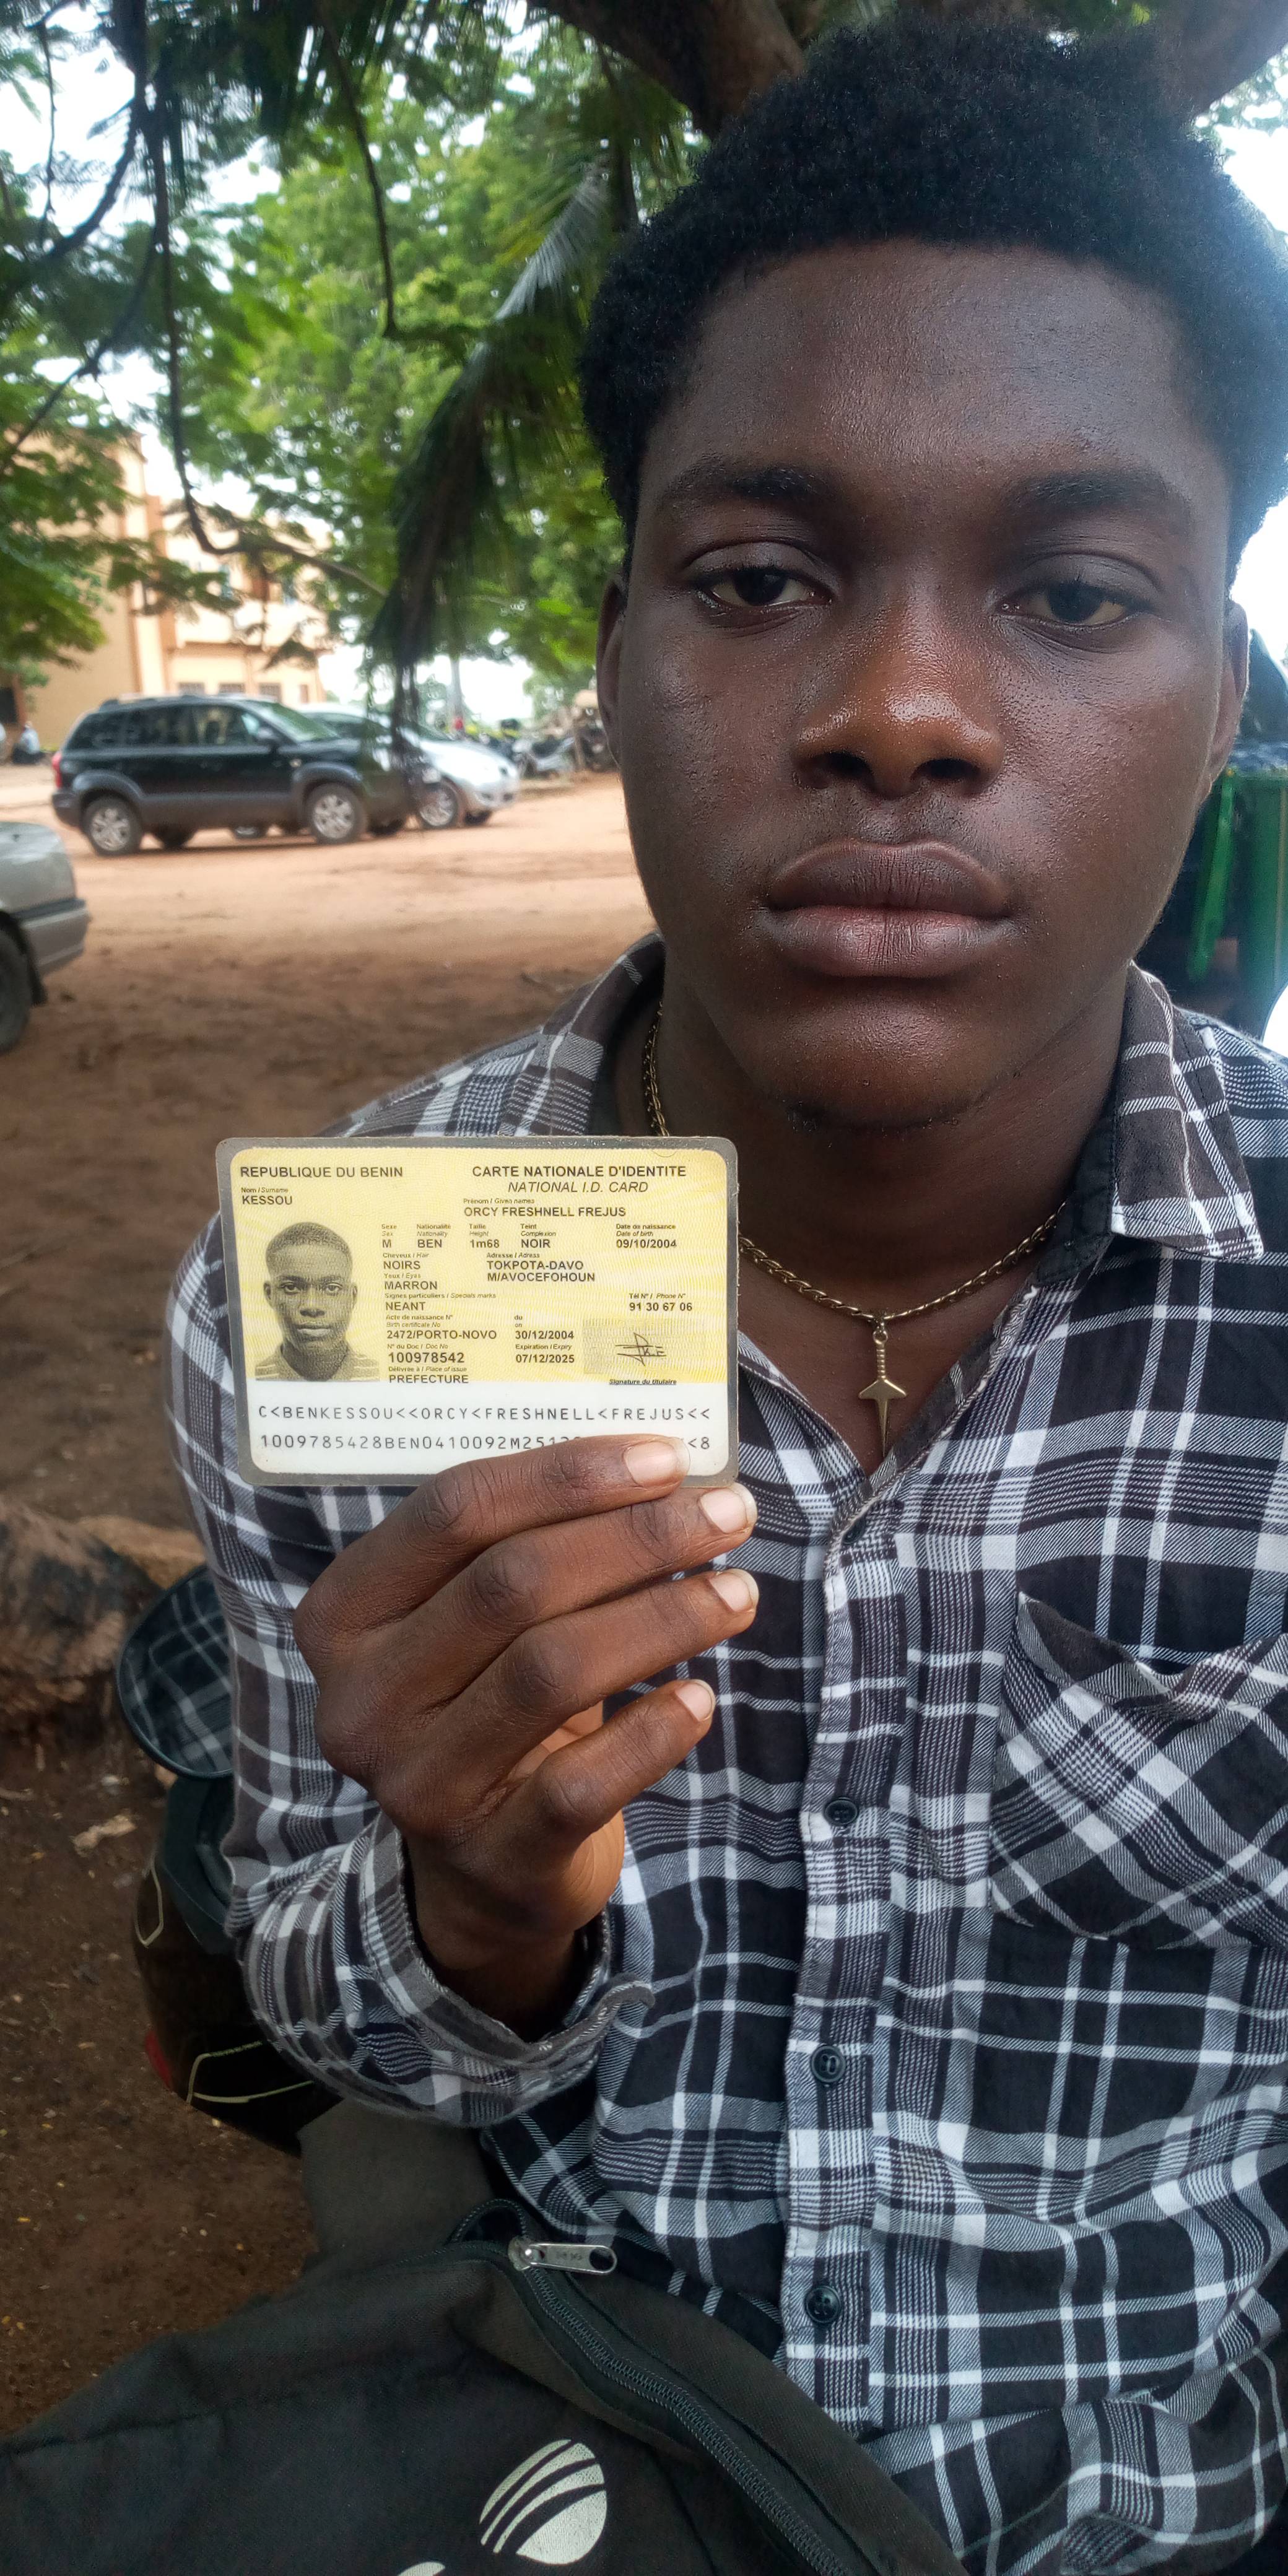 REPUBLIQUE DU BENIN
CARTE NATIONALE D'IDENTITE
NATIONAL I.D. CARD
Nom / Surname
KESSOU
Prénom / Given names
ORCY FRESHNELL FREJUS
Sexe Nationalité Taille Teint Date de naissance
Sex Nationality Height Complexion Date of birth
M BEN 1m68 NOIR 09/10/2004
Cheveux / Hair Adresse / Adress
NOIRS TOKPOTA-DAVO
Yeux / Eyes M/AVOCEFOHOUN
MARRON
Signes particuliers / Specials marks Tél N° / Phone N°
NEANT 91 30 67 06
Acte de naissance N° du
Birth certificate No on
2472/PORTO-NOVO 30/12/2004
N° du Doc / Doc No Expiration / Expiry
100978542 07/12/2025
Délivrée à / Place of issue
PREFECTURE Signature du titulaire
C<BENKESSOU<<ORCY<FRESHNELL<FREJUS<<
1009785428BEN0410092M2512 <<8